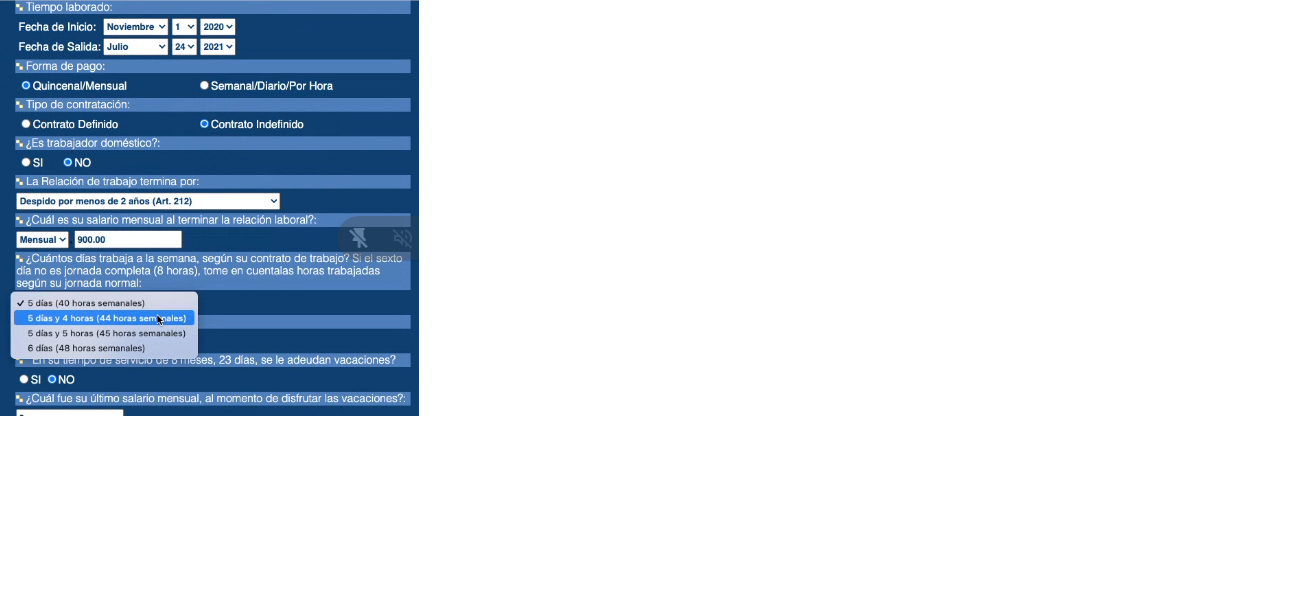 Tiempo laborado:
Fecha de Inicio: Noviembre 1 2020
Fecha de Salida: Julio 24 2021
Forma de pago:
Quincenal/Mensual Semanal/Diario/Por Hora
Tipo de contratación:
Contrato Definido Contrato Indefinido
¿Es trabajador doméstico?:
SI NO
La Relación de trabajo termina por:
Despido por menos de 2 años (Art. 212)
¿Cuál es su salario mensual al terminar la relación laboral?:
Mensual 900.00
¿Cuántos días trabaja a la semana, según su contrato de trabajo? Si el sexto
día no es jornada completa (8 horas), tome en cuentalas horas trabajadas
según su jornada normal:
5 días (40 horas semanales)
5 días y 4 horas (44 horas semanales)
5 días y 5 horas (45 horas semanales)
6 días (48 horas semanales)
En su tiempo de servicio de 8 meses, 23 días, se le adeudan vacaciones?
SI NO
¿Cuál fue su último salario mensual, al momento de disfrutar las vacaciones?: